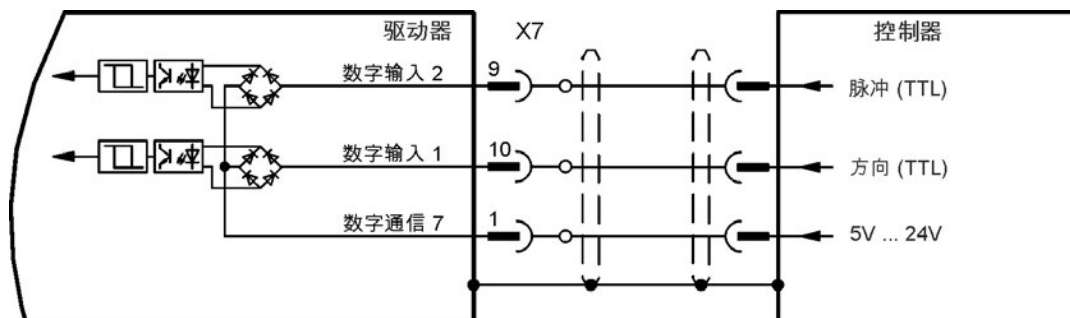 驱动器 X7 控制器
数字输入 2 9 脉冲 (TTL)
数字输入 1 10 方向 (TTL)
数字通信 7 1 5V ... 24V